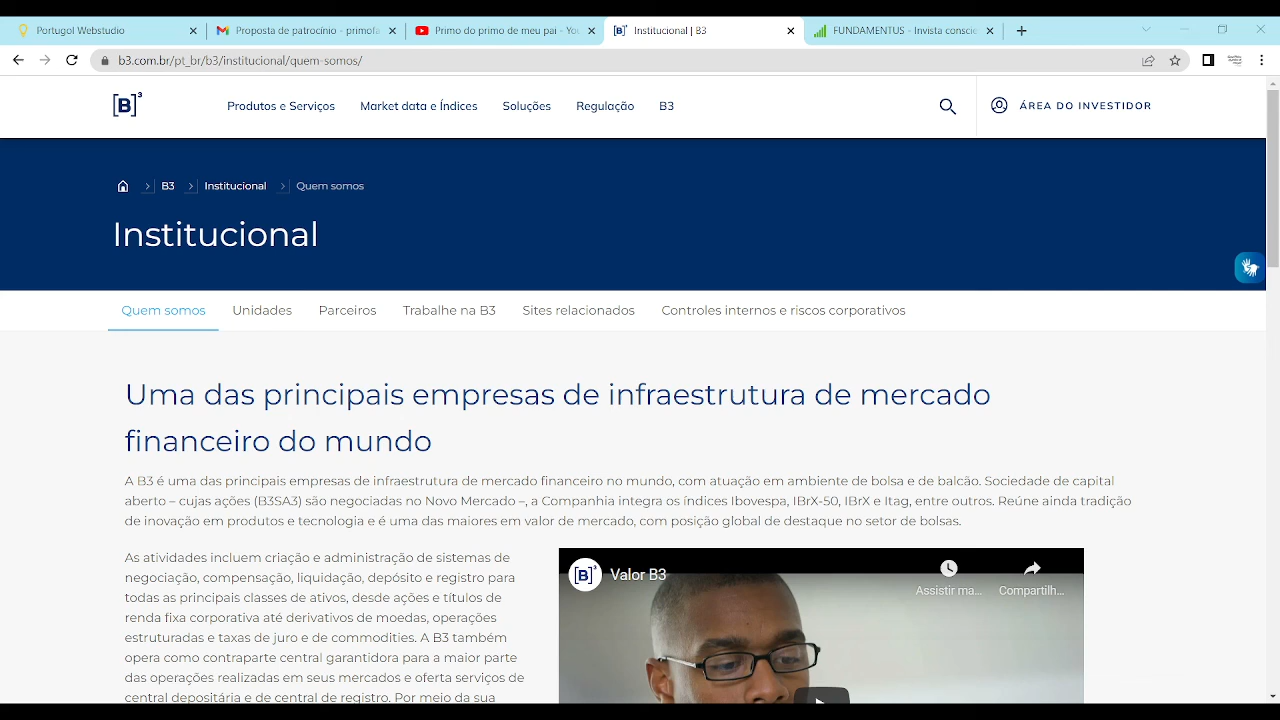 Portugol Webstudio
Proposta de patrocínio - primofa
Primo do primo de meu pai - You
Institucional | B3
FUNDAMENTUS - Invista conscie
b3.com.br/pt_br/b3/institucional/quem-somos/
[B]³
Produtos e Serviços
Market data e Índices
Soluções
Regulação
B3
ÁREA DO INVESTIDOR
B3
Institucional
Quem somos
Institucional
Quem somos
Unidades
Parceiros
Trabalhe na B3
Sites relacionados
Controles internos e riscos corporativos
Uma das principais empresas de infraestrutura de mercado
financeiro do mundo
A B3 é uma das principais empresas de infraestrutura de mercado financeiro no mundo, com atuação em ambiente de bolsa e de balcão. Sociedade de capital
aberto – cujas ações (B3SA3) são negociadas no Novo Mercado –, a Companhia integra os índices Ibovespa, IBrX-50, IBrX e Itag, entre outros. Reúne ainda tradição
de inovação em produtos e tecnologia e é uma das maiores em valor de mercado, com posição global de destaque no setor de bolsas.
As atividades incluem criação e administração de sistemas de
negociação, compensação, liquidação, depósito e registro para
todas as principais classes de ativos, desde ações e títulos de
renda fixa corporativa até derivativos de moedas, operações
estruturadas e taxas de juro e de commodities. A B3 também
opera como contraparte central garantidora para a maior parte
das operações realizadas em seus mercados e oferta serviços de
central depositária e de central de registro. Por meio da sua
[B]³
Valor B3
Assistir ma...
Compartilh...